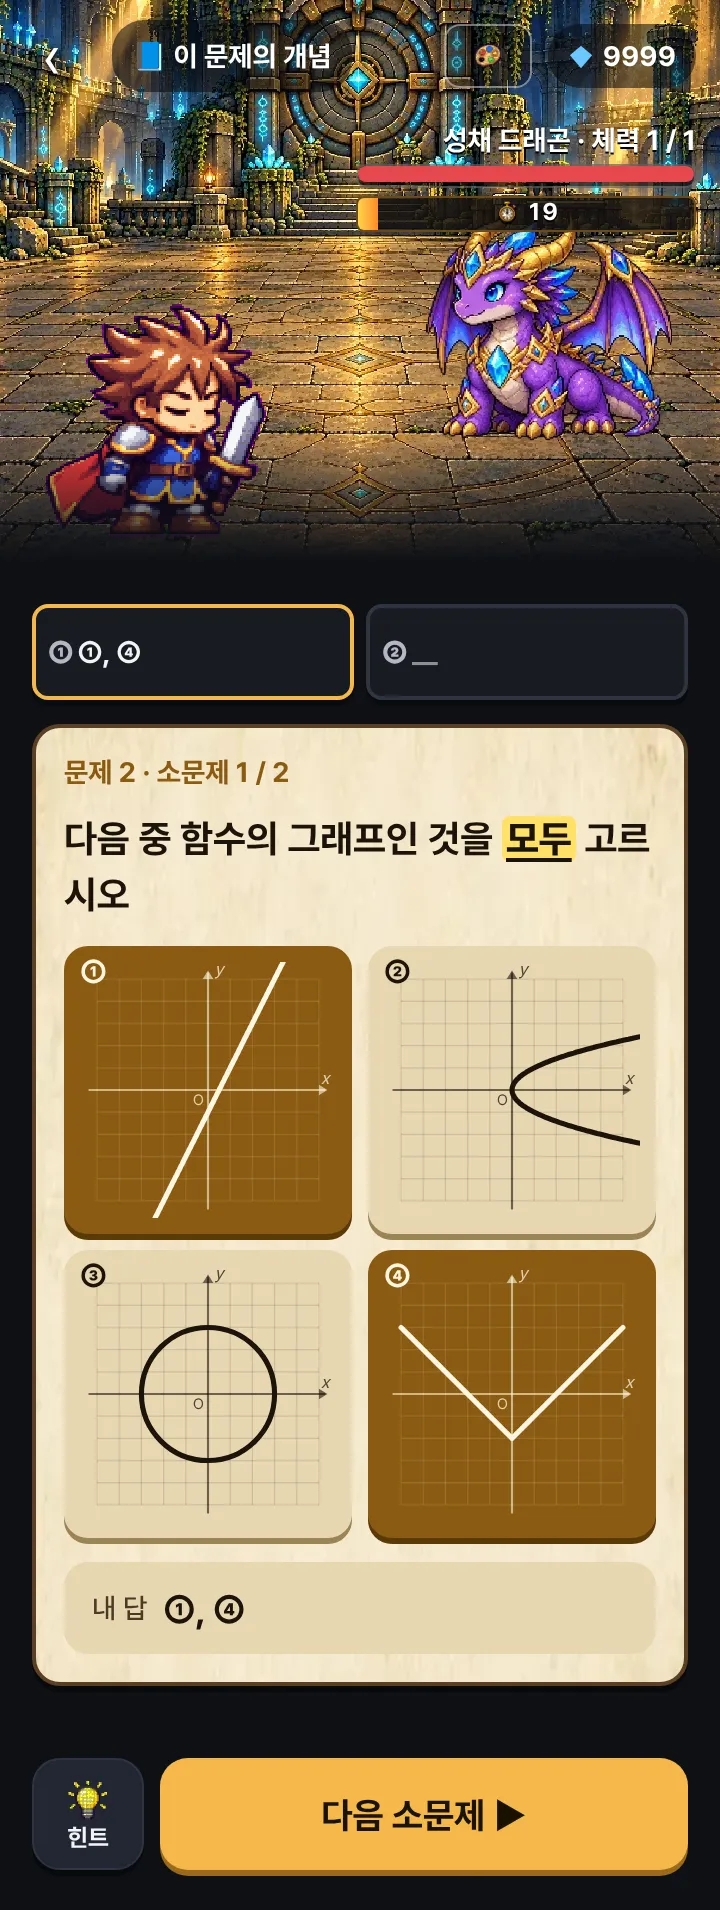 ‹ 📘 이 문제의 개념 🎨 🔷 9999
성채 드래곤 · 체력 1 / 1
⏱ 19
① ①, ④
② __
문제 2 · 소문제 1 / 2
다음 중 함수의 그래프인 것을 모두 고르
시오
① y x O
② y x O
③ y x O
④ y x O
내 답 ①, ④
힌트
다음 소문제 ▶